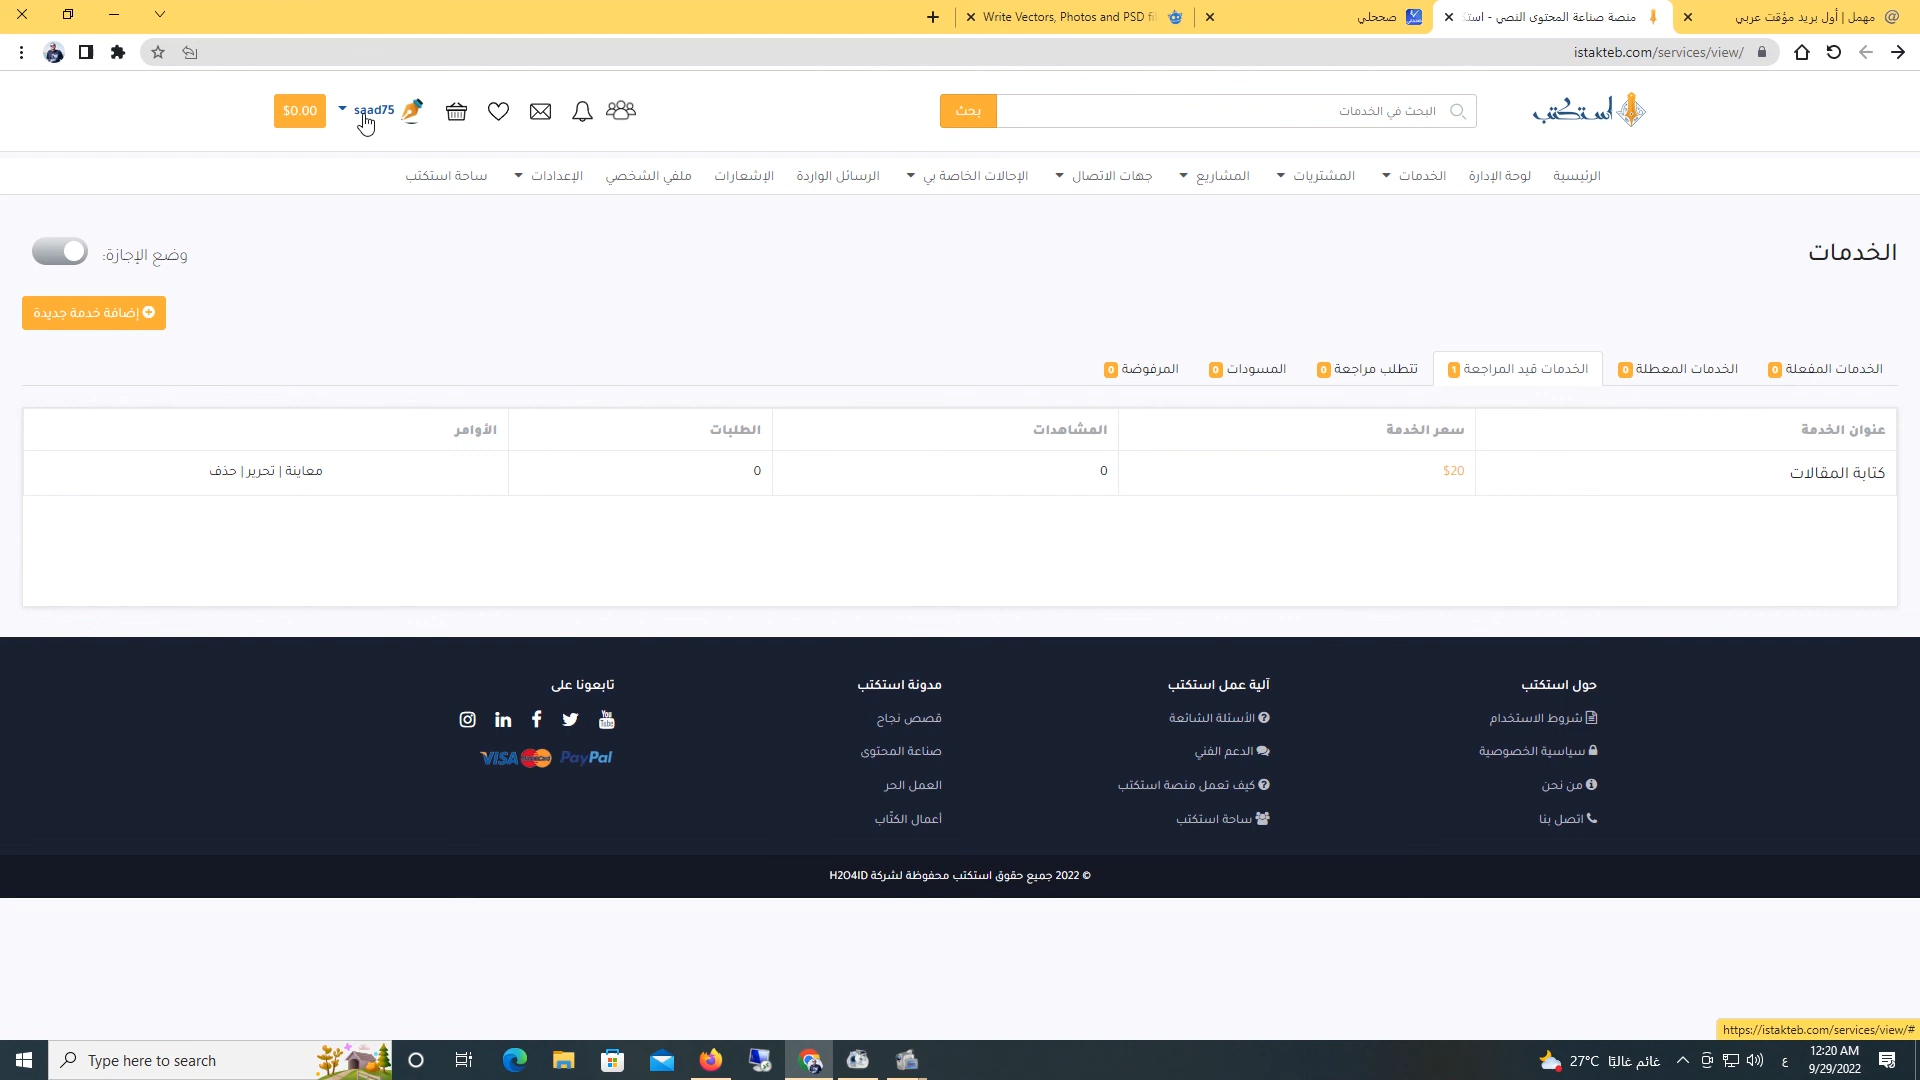 مهمل | أول بريد مؤقت عربي
منصة صناعة المحتوى النصي - استك
صححلي
Write Vectors, Photos and PSD fi
istakteb.com/services/view/
استكتب
البحث في الخدمات
بحث
saad75
$0.00
الرئيسية
لوحة الإدارة
الخدمات
المشتريات
المشاريع
جهات الاتصال
الإحالات الخاصة بي
الرسائل الواردة
الإشعارات
ملفي الشخصي
الإعدادات
ساحة استكتب
الخدمات
وضع الإجازة:
إضافة خدمة جديدة
الخدمات المفعلة 0
الخدمات المعطلة 0
الخدمات قيد المراجعة 1
تتطلب مراجعة 0
المسودات 0
المرفوضة 0
عنوان الخدمة
سعر الخدمة
المشاهدات
الطلبات
الأوامر
كتابة المقالات
$20
0
0
معاينة | تحرير | حذف
حول استكتب
شروط الاستخدام
سياسية الخصوصية
من نحن
اتصل بنا
آلية عمل استكتب
الأسئلة الشائعة
الدعم الفني
كيف تعمل منصة استكتب
ساحة استكتب
مدونة استكتب
قصص نجاح
صناعة المحتوى
العمل الحر
أعمال الكتّاب
تابعونا على
VISA
PayPal
© 2022 جميع حقوق استكتب محفوظة لشركة H2O4ID
https://istakteb.com/services/view/#
Type here to search
27°C غائم غالبًا
ع
12:20 AM
9/29/2022